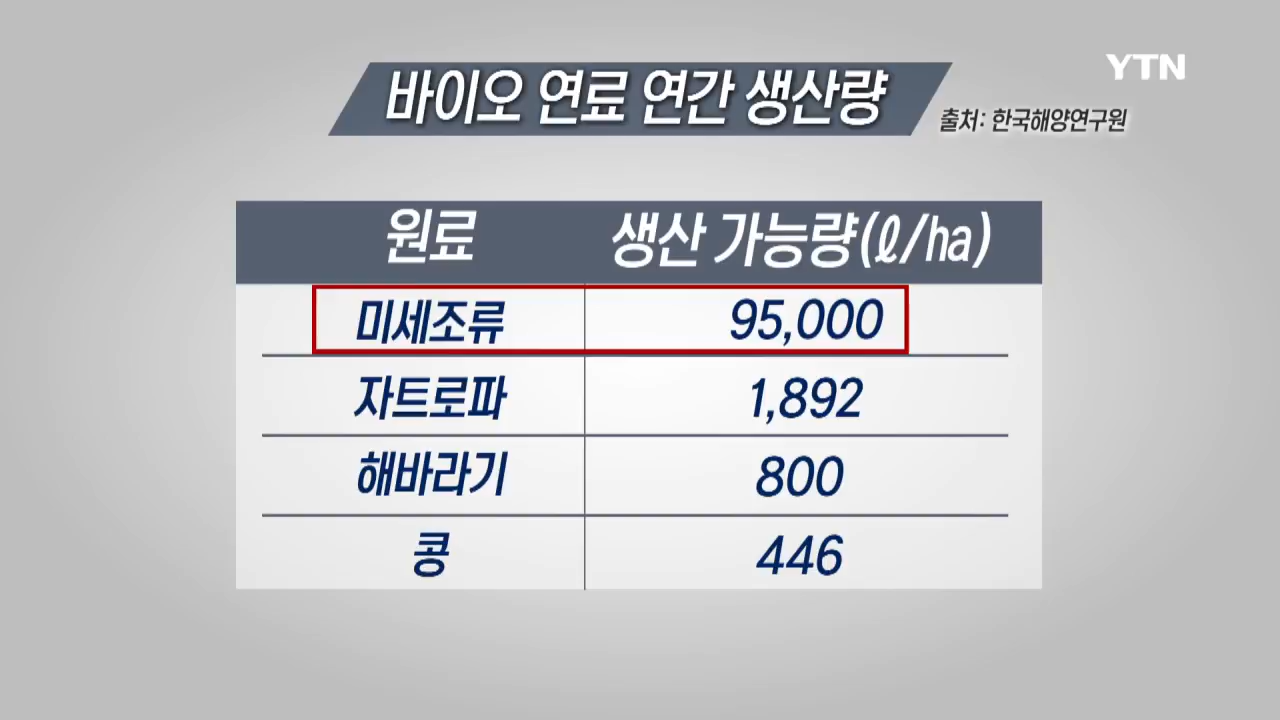 YTN
바이오 연료 연간 생산량
출처: 한국해양연구원
원료 생산 가능량(ℓ/ha)
미세조류 95,000
자트로파 1,892
해바라기 800
콩 446